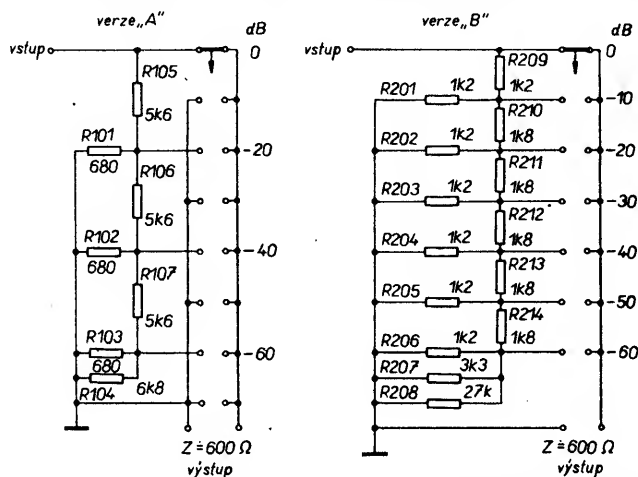 verze„A"
dB
vstup
0
R105
5k6
R101
680
-20
R106
5k6
R102
680
-40
R107
5k6
R103
680
-60
R104
6k8
Z ≐ 600 Ω
výstup
verze„B"
dB
vstup
0
R209
1k2
R201
1k2
-10
R210
1k8
R202
1k2
-20
R211
1k8
R203
1k2
-30
R212
1k8
R204
1k2
-40
R213
1k8
R205
1k2
-50
R214
1k8
R206
1k2
-60
R207
3k3
R208
27k
Z ≐ 600 Ω
výstup